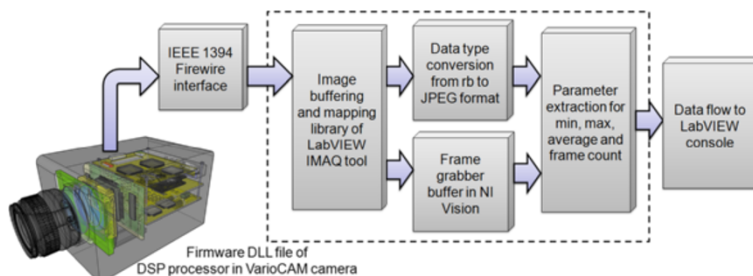 IEEE 1394
Firewire
interface
Image
buffering
and mapping
library of
LabVIEW
IMAQ tool
Data type
conversion
from rb to
JPEG format
Frame
grabber
buffer in NI
Vision
Parameter
extraction for
min, max,
average and
frame count
Data flow to
LabVIEW
console
Firmware DLL file of
DSP processor in VarioCAM camera